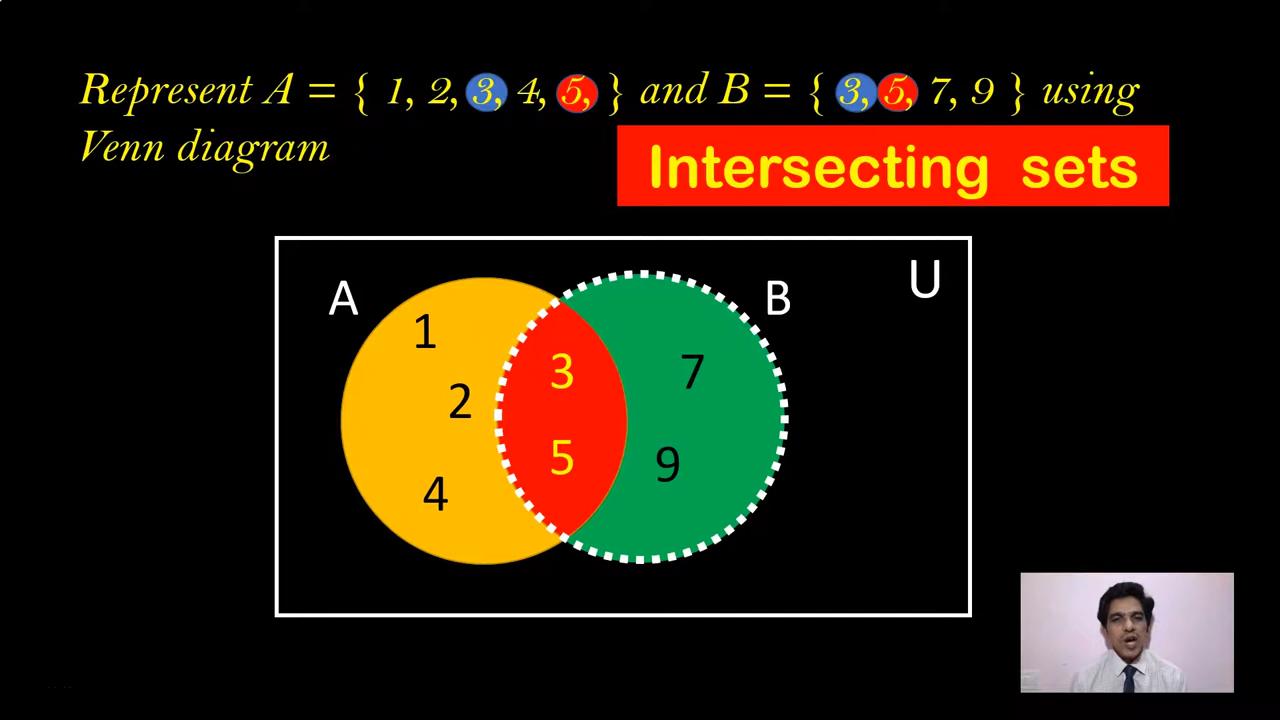 Represent A = { 1, 2, 3, 4, 5, } and B = { 3, 5, 7, 9 } using
Venn diagram
Intersecting sets
A
B
U
1
2
4
3
5
7
9